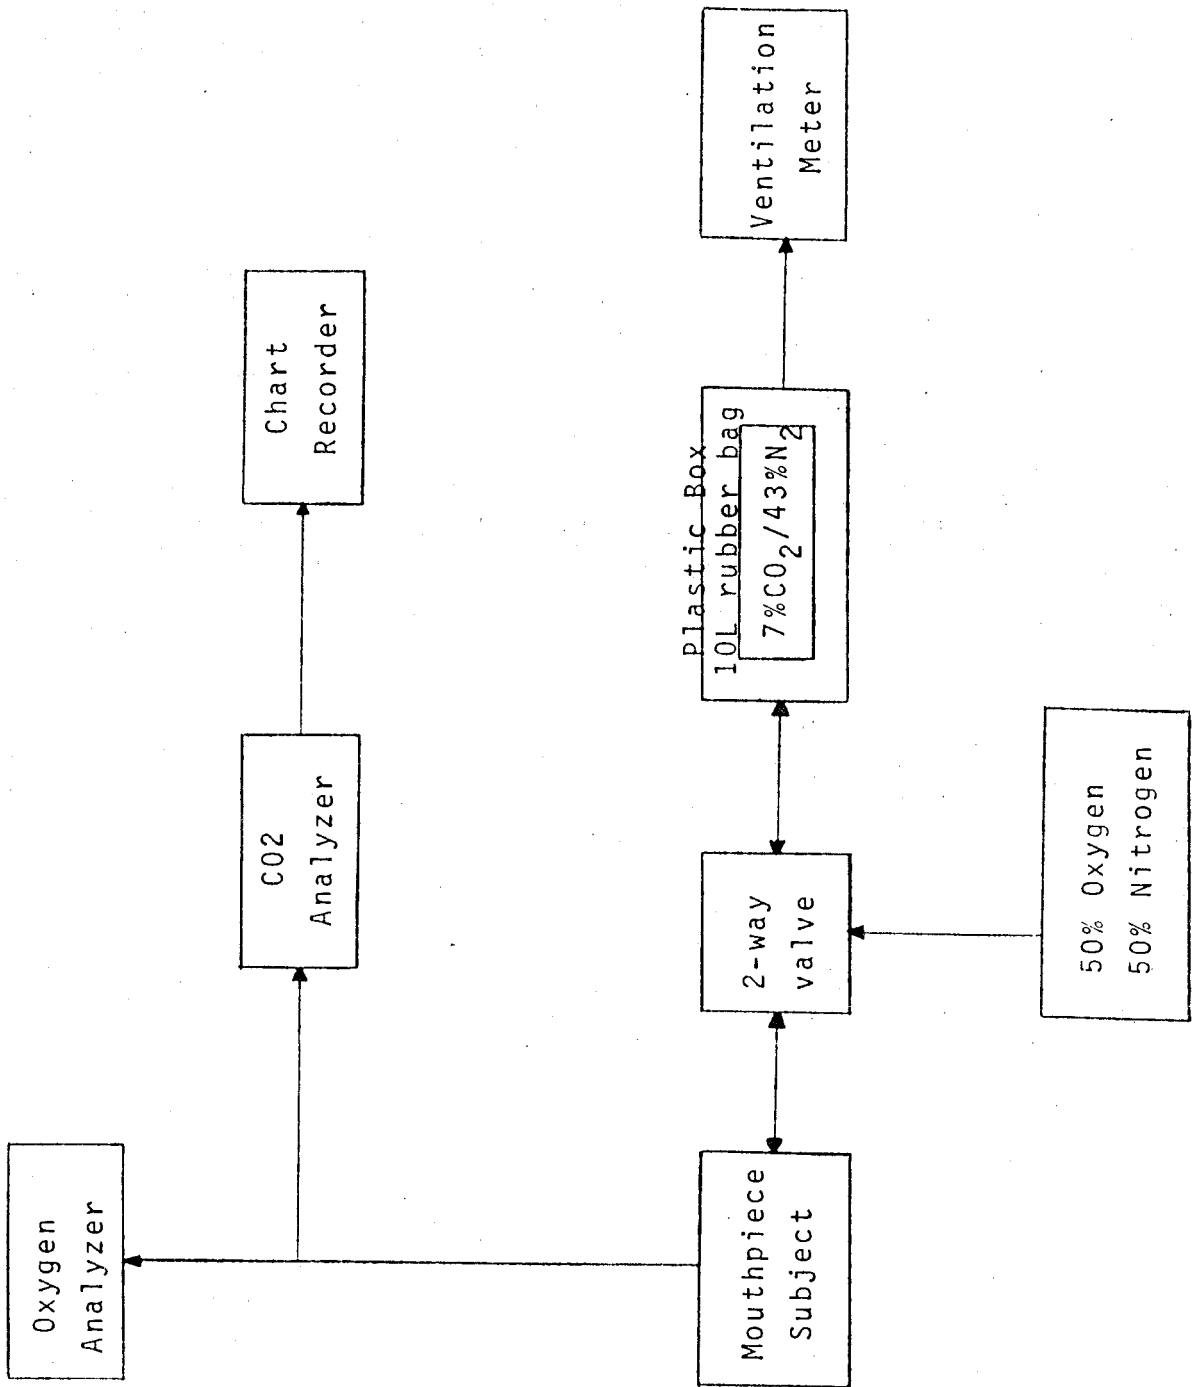 Oxygen
Analyzer
CO2
Analyzer
Chart
Recorder
Mouthpiece
Subject
2-way
valve
Plastic Box
10L rubber bag
7%CO₂/43%N₂
Ventilation
Meter
50% Oxygen
50% Nitrogen